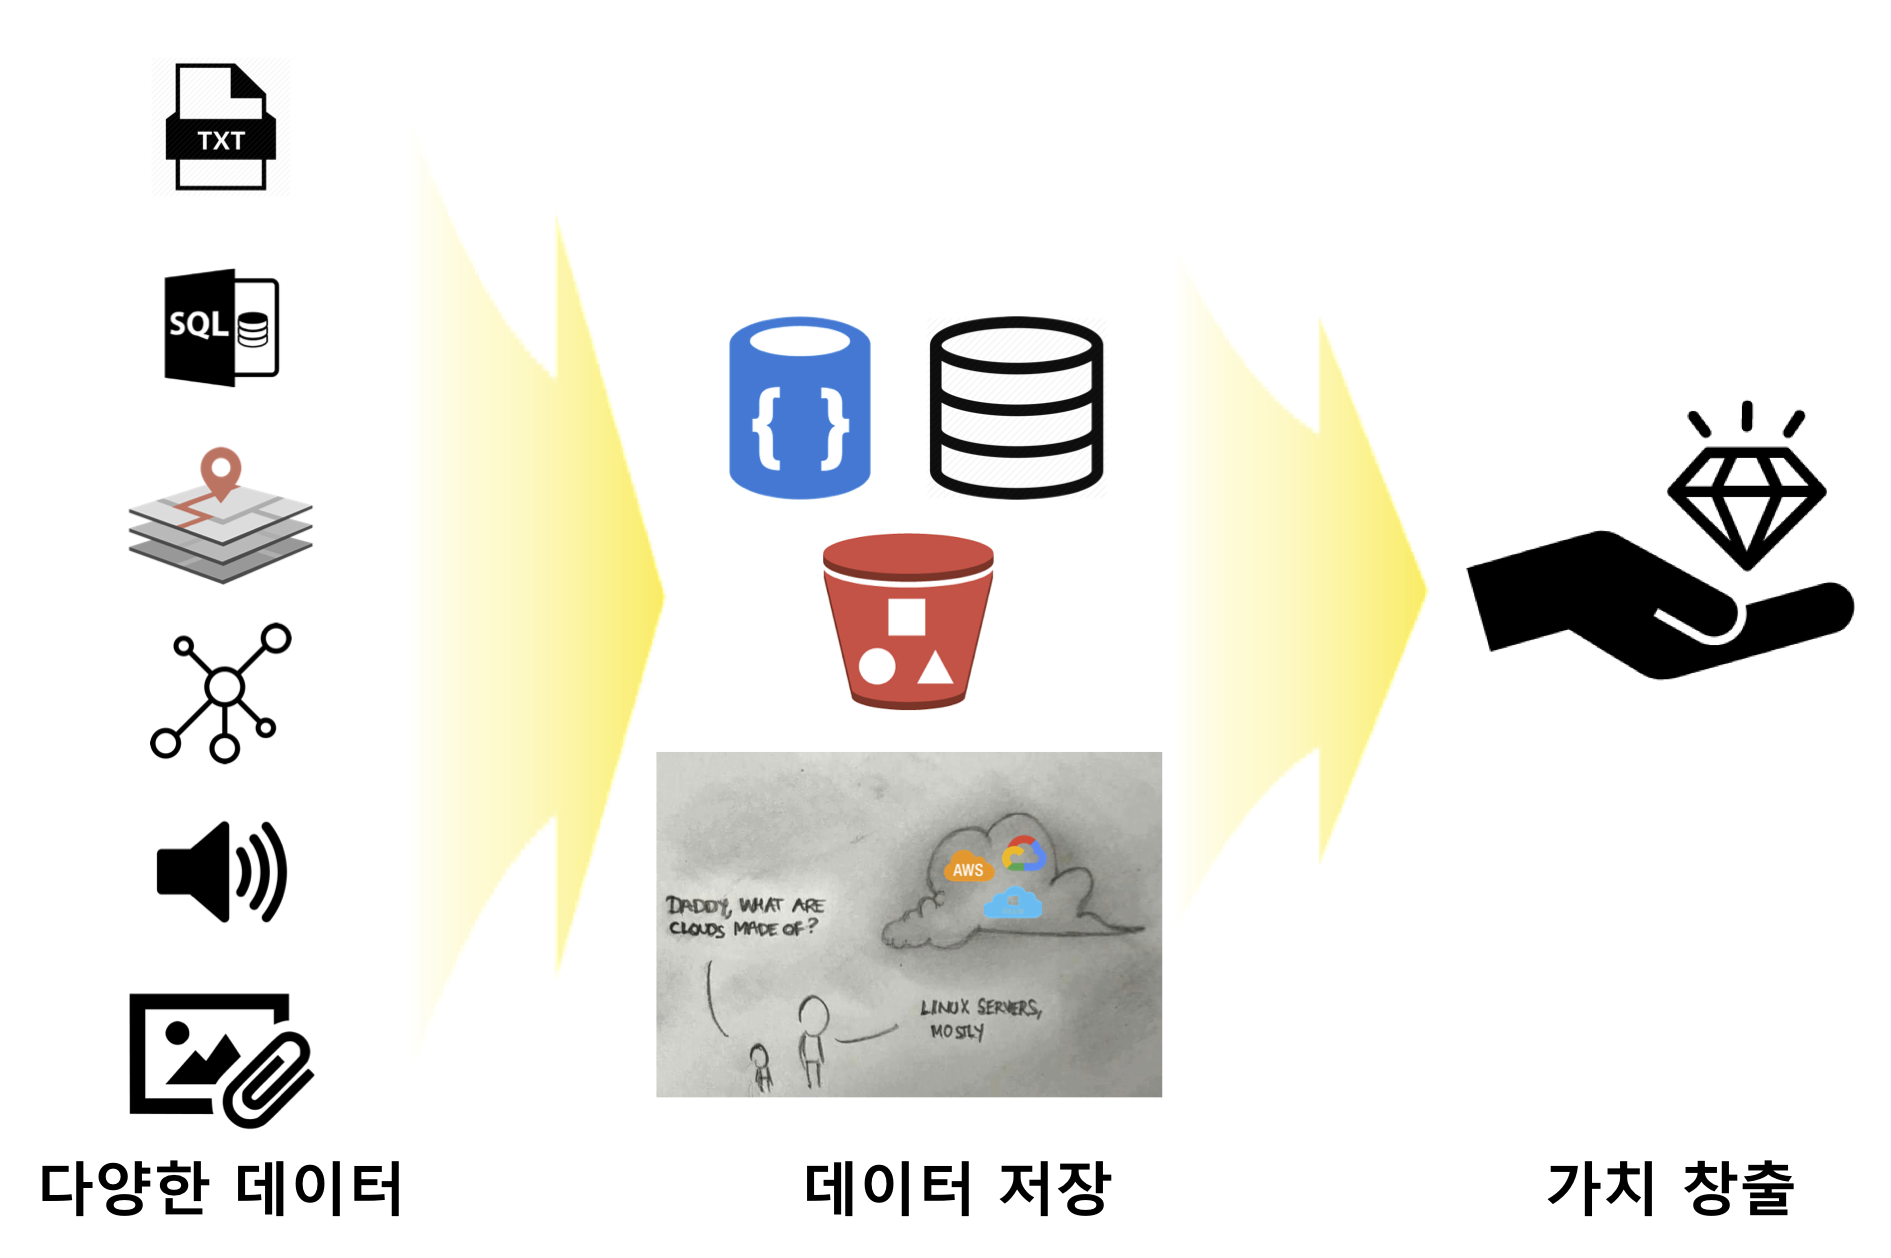 TXT
SQL
{ }
AWS
DADDY, WHAT ARE
CLOUDS MADE OF?
LINUX SERVERS,
MOSTLY
다양한 데이터
데이터 저장
가치 창출